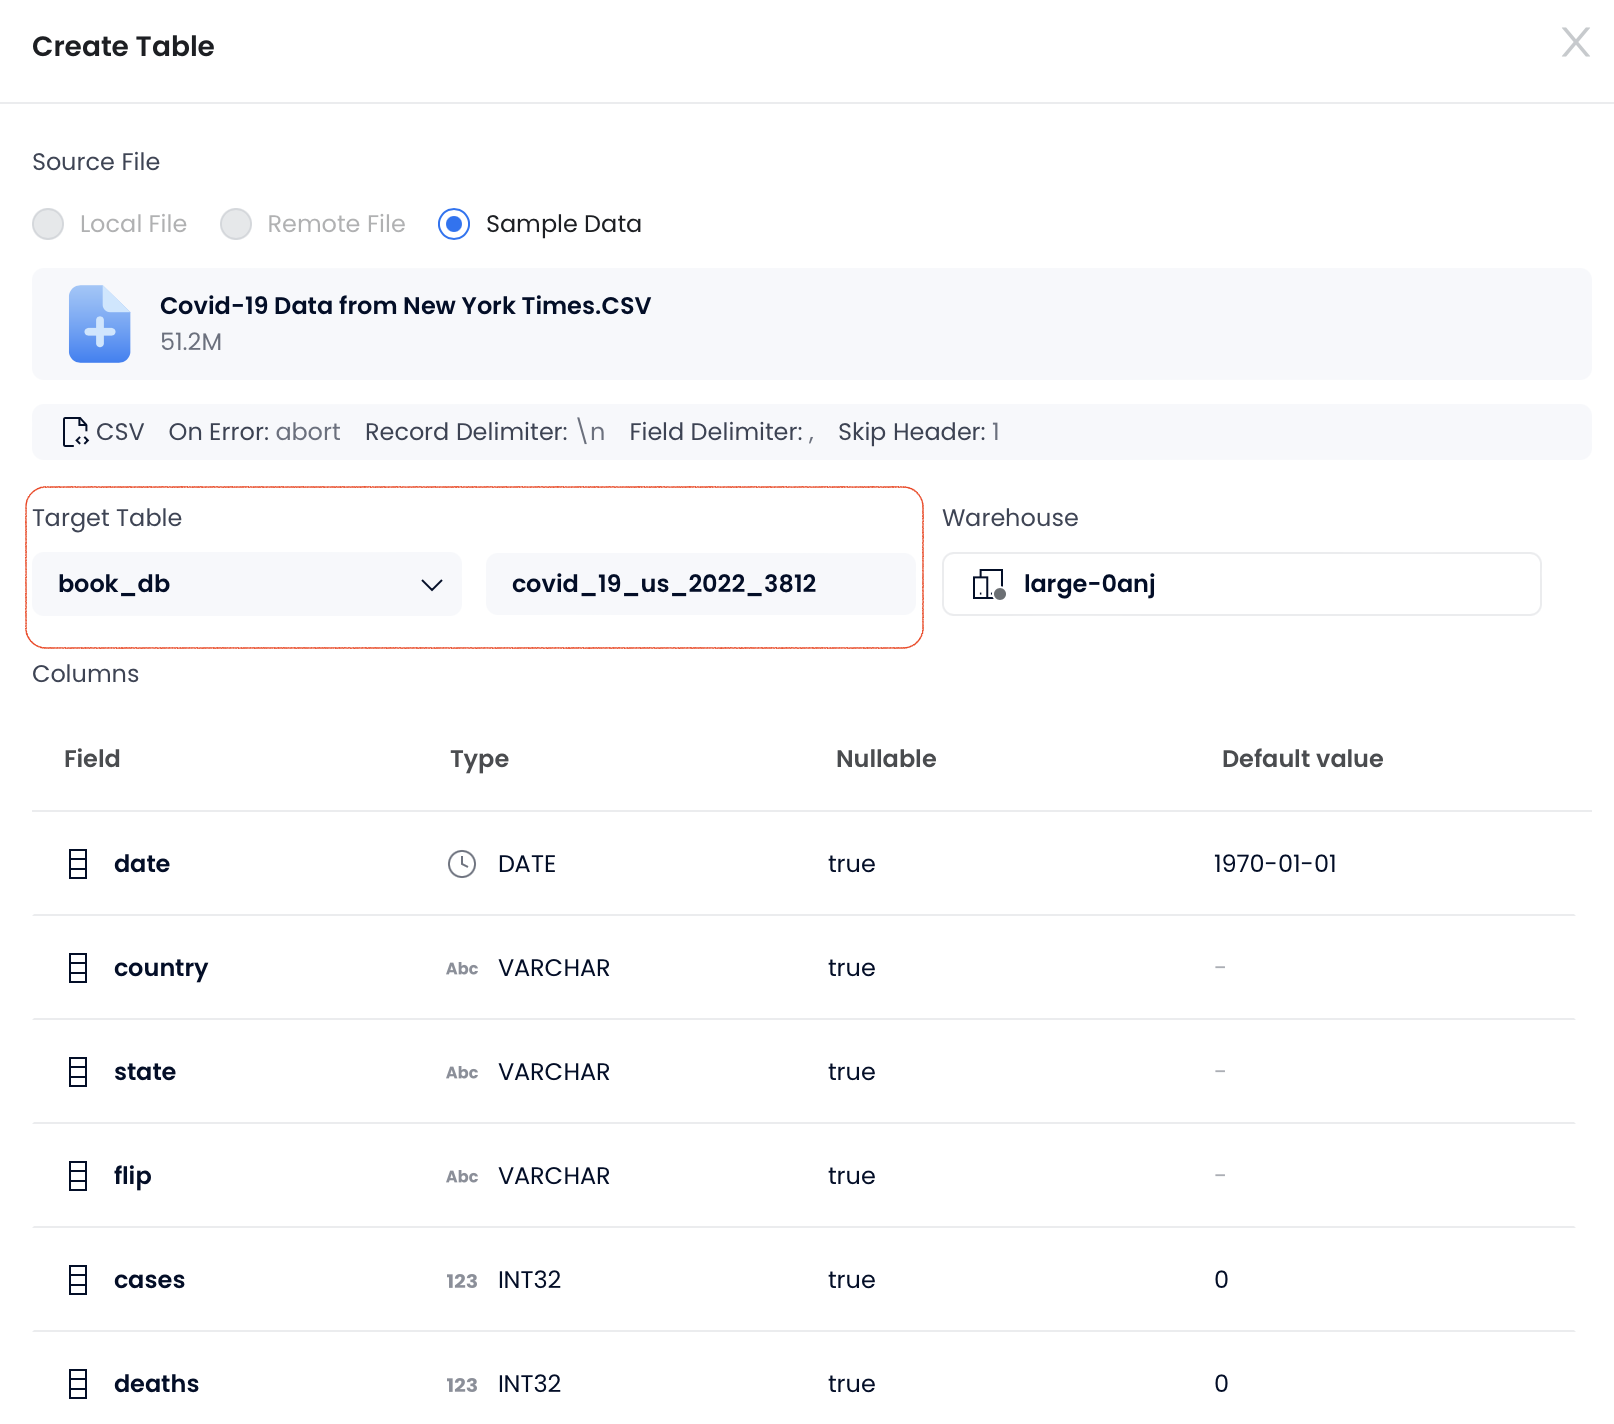 Create Table
Source File
Local File Remote File Sample Data
Covid-19 Data from New York Times.CSV
51.2M
CSV On Error: abort Record Delimiter: \n Field Delimiter: , Skip Header: 1
Target Table Warehouse
book_db covid_19_us_2022_3812 large-0anj
Columns
Field Type Nullable Default value
date DATE true 1970-01-01
country Abc VARCHAR true -
state Abc VARCHAR true -
flip Abc VARCHAR true -
cases 123 INT32 true 0
deaths 123 INT32 true 0